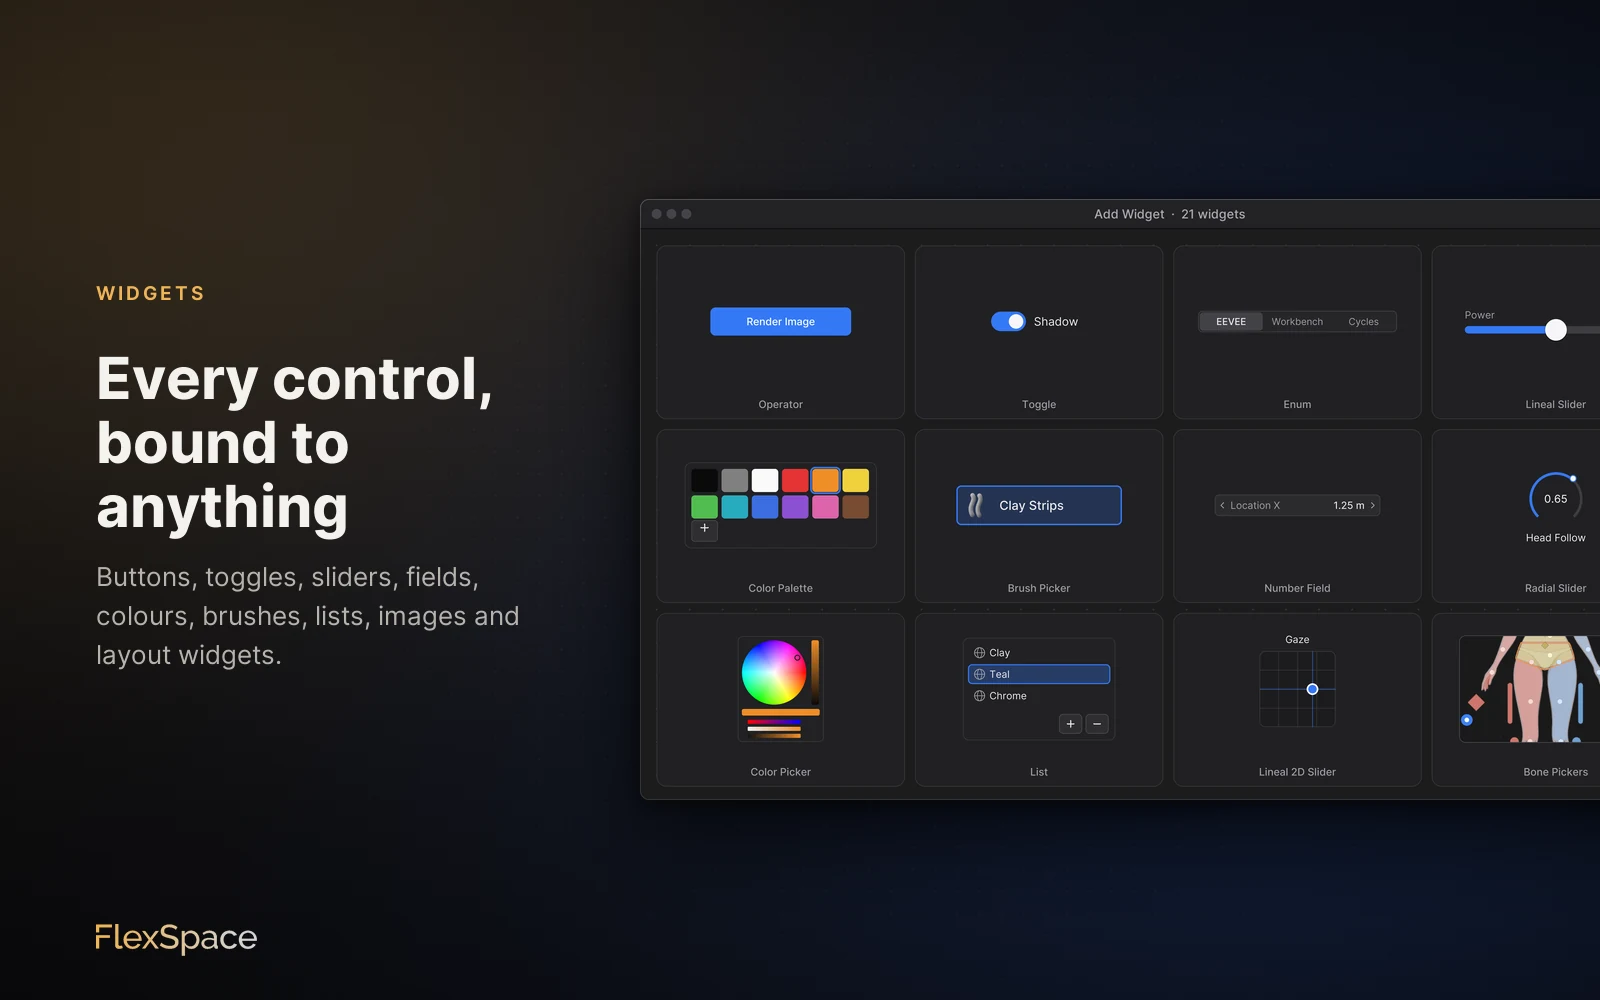 WIDGETS
Every control,
bound to
anything
Buttons, toggles, sliders, fields,
colours, brushes, lists, images and
layout widgets.
FlexSpace
Add Widget · 21 widgets
Render Image
Operator
Shadow
Toggle
EEVEE Workbench Cycles
Enum
Power
Lineal Slider
+
Color Palette
Clay Strips
Brush Picker
‹ Location X 1.25 m ›
Number Field
0.65
Head Follow
Radial Slider
Color Picker
Clay
Teal
Chrome
+ −
List
Gaze
Lineal 2D Slider
Bone Pickers